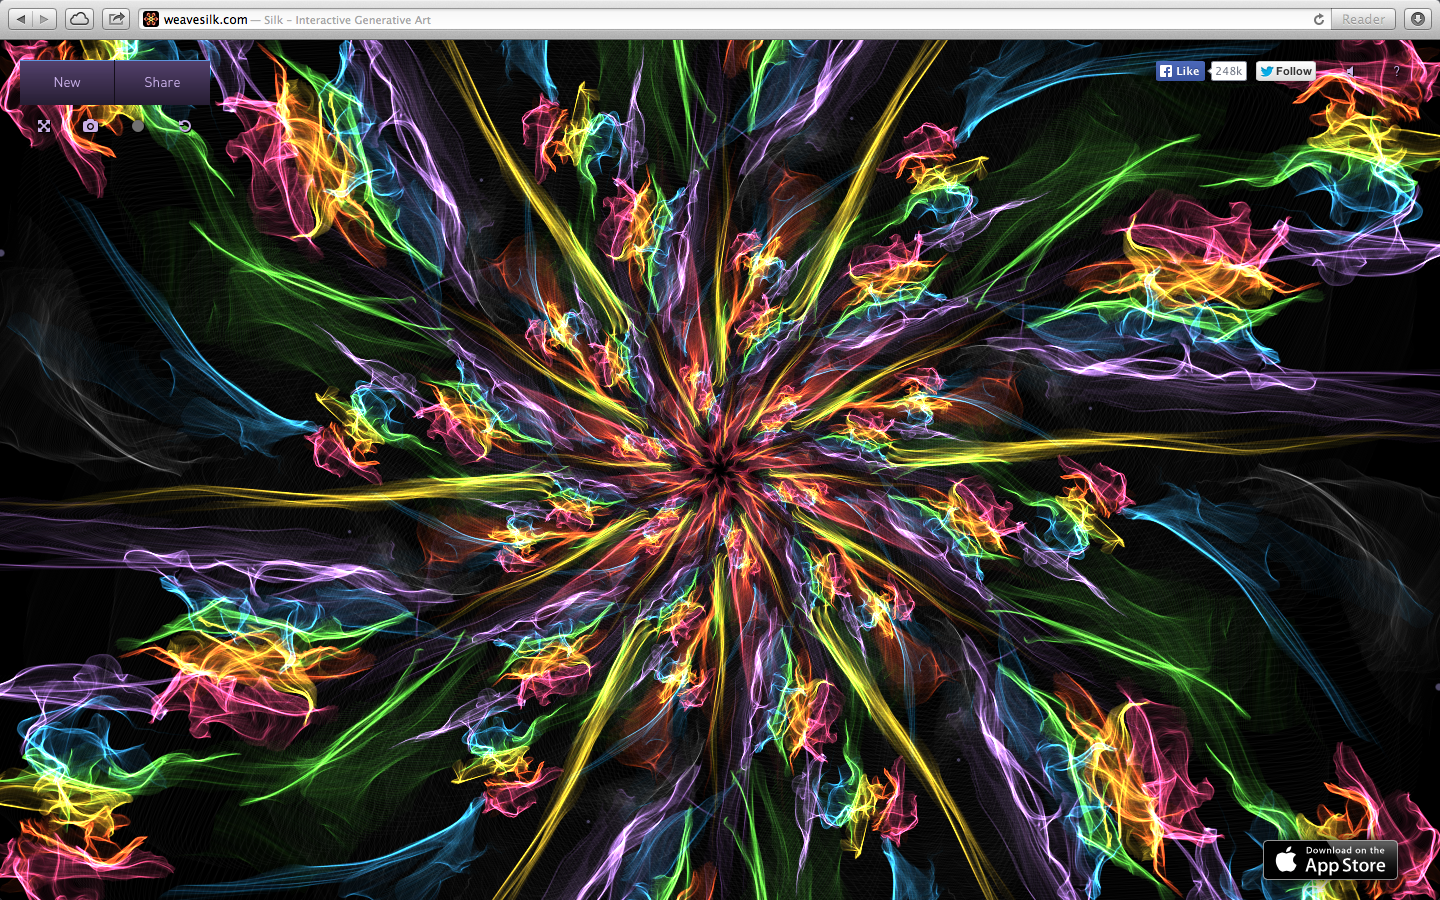 weavesilk.com — Silk – Interactive Generative Art
Reader
New
Share
Like
248k
Follow
?
Download on the
App Store